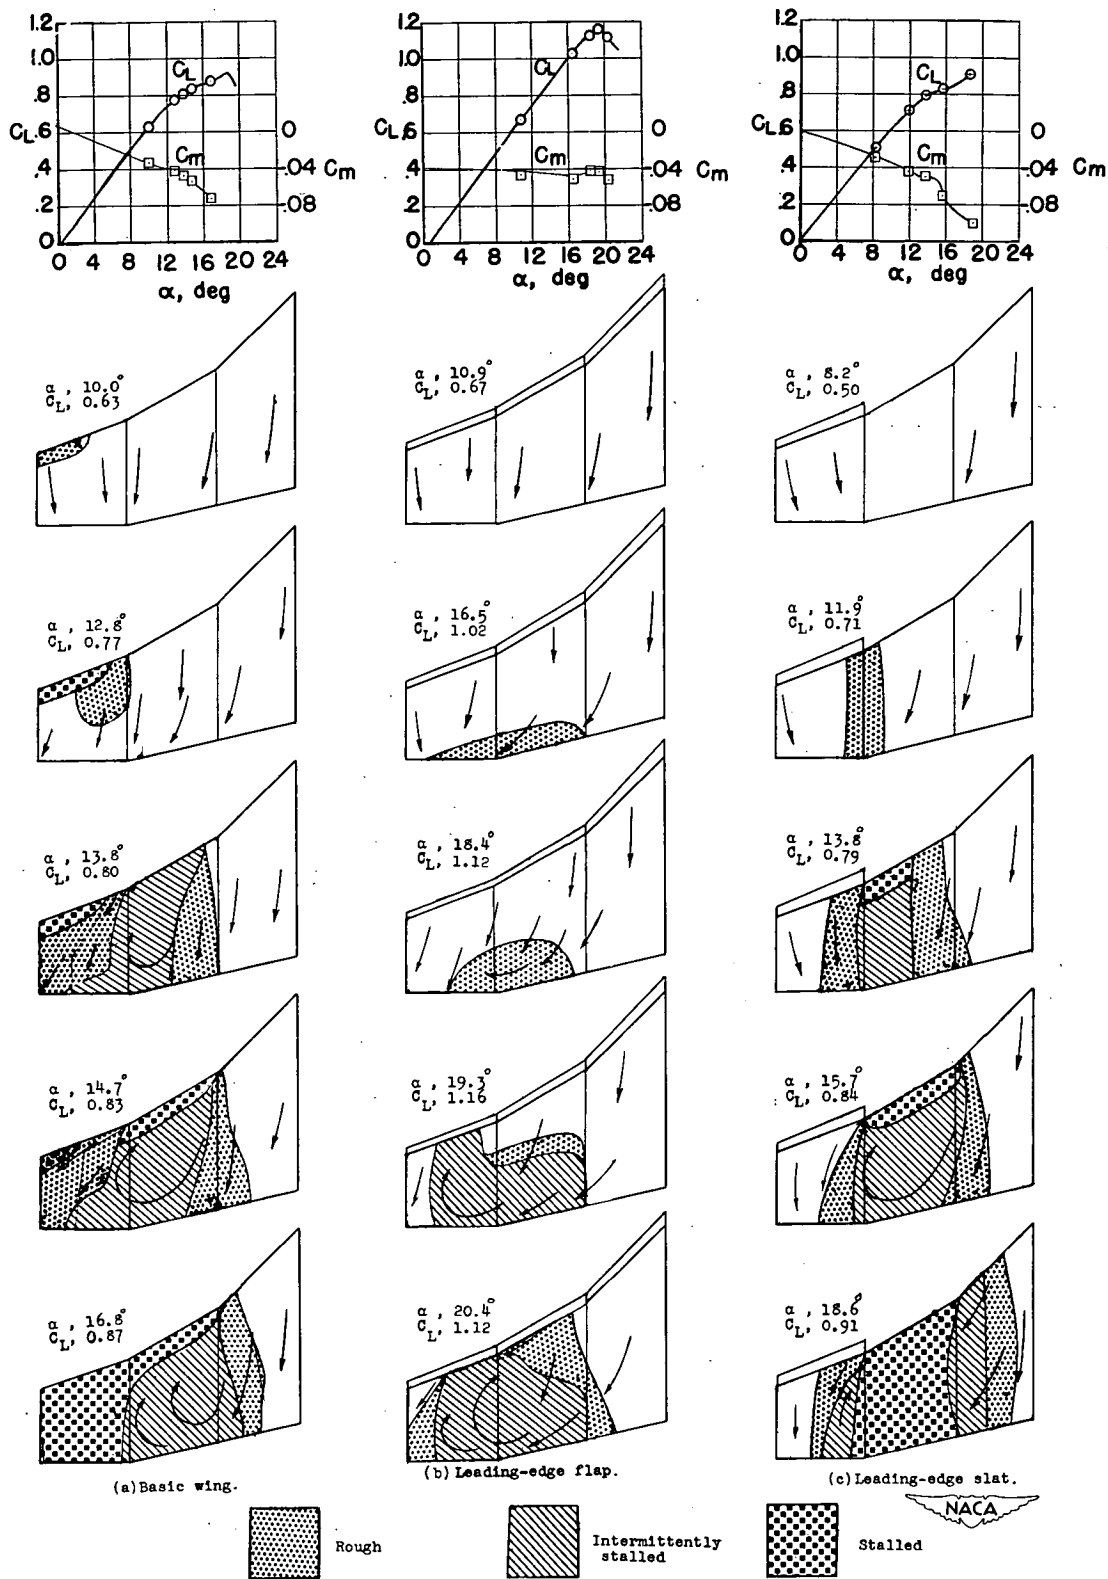 1.2
1.0
.8
C_L .6
.4
.2
0
C_L
C_m
0
-.04 C_m
-.08
0 4 8 12 16 20 24
α, deg
1.2
1.0
.8
C_L .6
.4
.2
0
C_L
C_m
0
-.04 C_m
-.08
0 4 8 12 16 20 24
α, deg
1.2
1.0
.8
C_L .6
.4
.2
0
C_L
C_m
0
-.04 C_m
-.08
0 4 8 12 16 20 24
α, deg
α , 10.0°
C_L, 0.63
α , 10.9°
C_L, 0.67
α , 8.2°
C_L, 0.50
α , 12.8°
C_L, 0.77
α , 16.5°
C_L, 1.02
α , 11.9°
C_L, 0.71
α , 13.8°
C_L, 0.80
α , 18.4°
C_L, 1.12
α , 13.8°
C_L, 0.79
α , 14.7°
C_L, 0.83
α , 19.3°
C_L, 1.16
α , 15.7°
C_L, 0.84
α , 16.8°
C_L, 0.87
α , 20.4°
C_L, 1.12
α , 18.6°
C_L, 0.91
(a) Basic wing.
(b) Leading-edge flap.
(c) Leading-edge slat.
NACA
Rough
Intermittently
stalled
Stalled